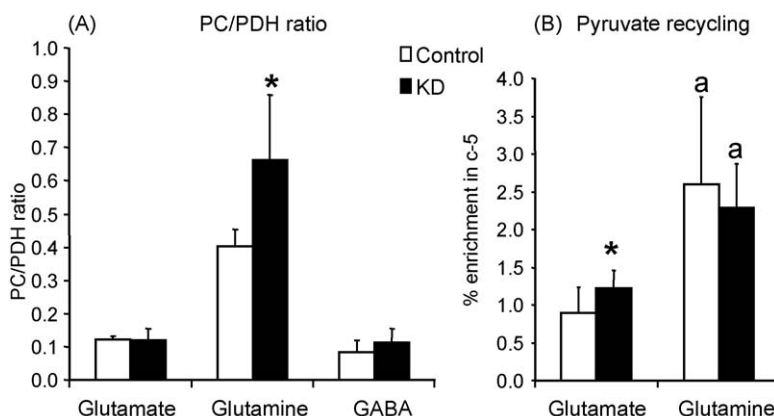 (A) PC/PDH ratio
PC/PDH ratio
1.0
0.9
0.8
0.7
0.6
0.5
0.4
0.3
0.2
0.1
0.0
*
Glutamate Glutamine GABA
Control
KD
(B) Pyruvate recycling
% enrichment in c-5
4.0
3.5
3.0
2.5
2.0
1.5
1.0
0.5
0.0
*
a
a
Glutamate Glutamine